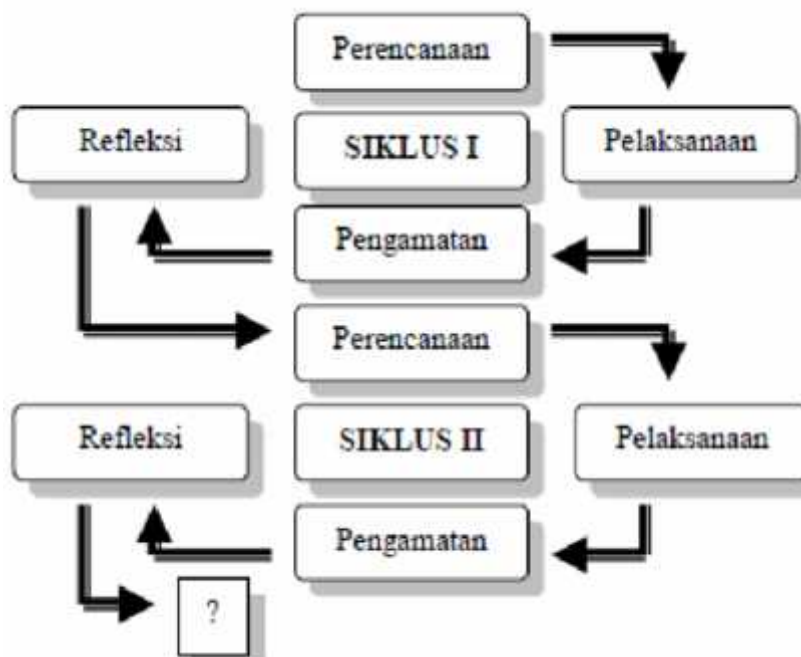 Perencanaan
Refleksi
SIKLUS I
Pelaksanaan
Pengamatan
Perencanaan
Refleksi
SIKLUS II
Pelaksanaan
Pengamatan
?